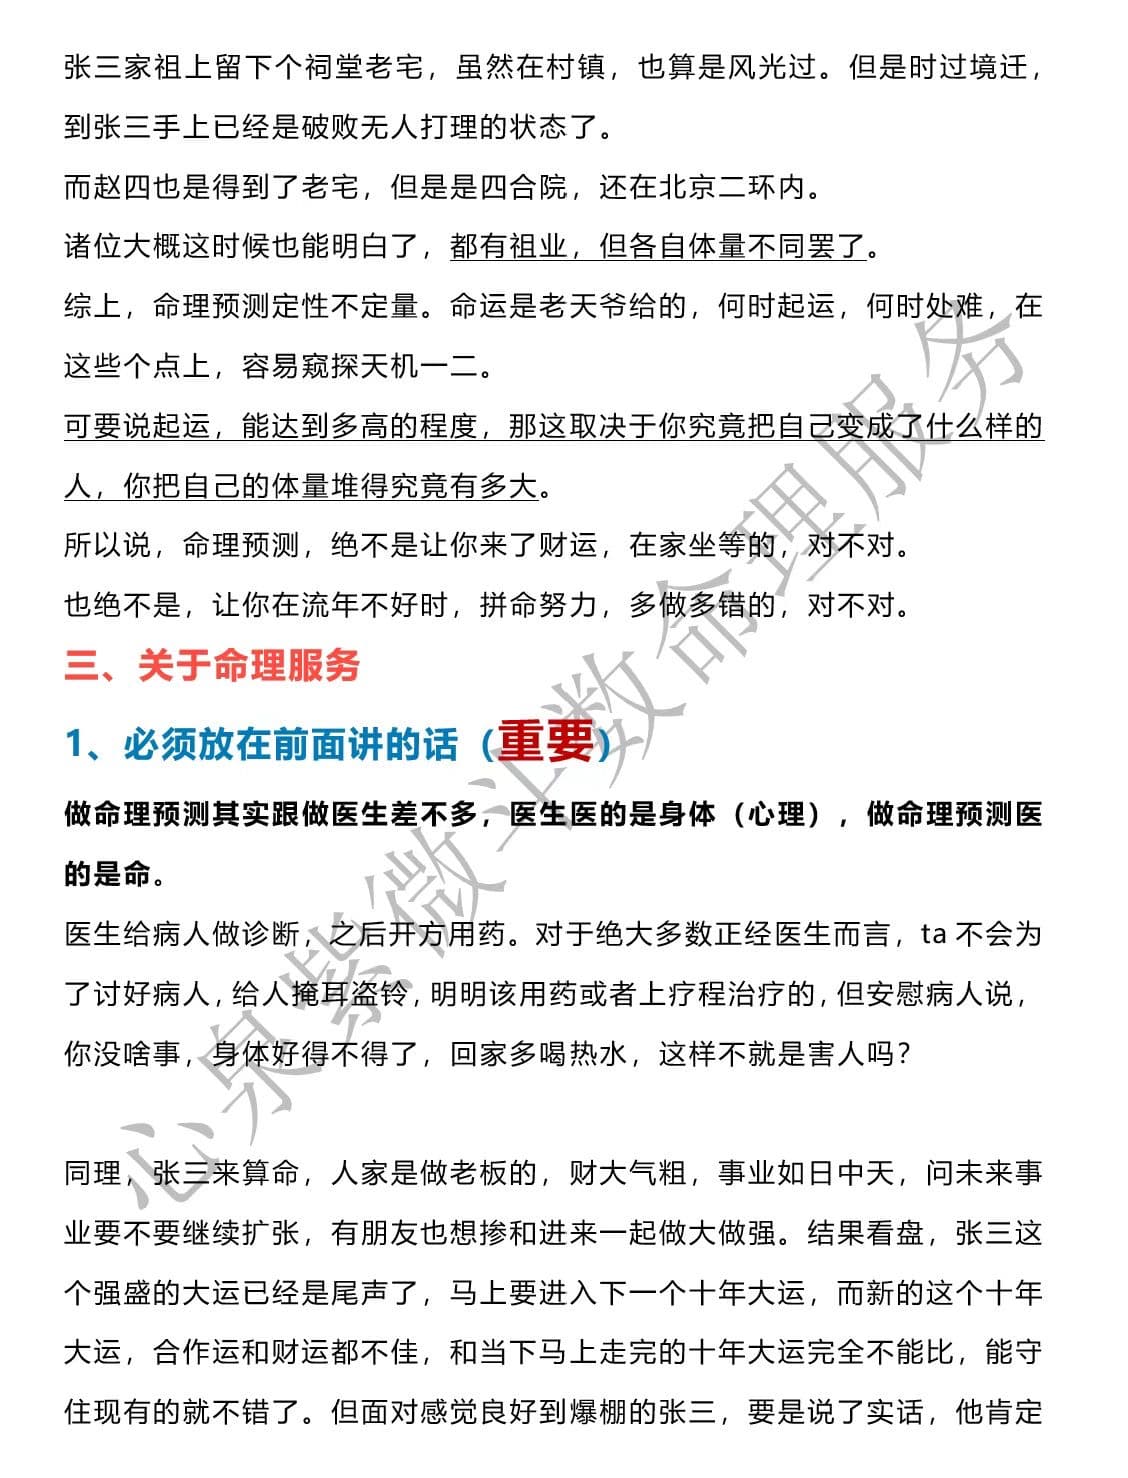 张三家祖上留下个祠堂老宅，虽然在村镇，也算是风光过。但是时过境迁，
到张三手上已经是破败无人打理的状态了。
而赵四也是得到了老宅，但是是四合院，还在北京二环内。
诸位大概这时候也能明白了，都有祖业，但各自体量不同罢了。
综上，命理预测定性不定量。命运是老天爷给的，何时起运，何时处难，在
这些个点上，容易窥探天机一二。
可要说起运，能达到多高的程度，那这取决于你究竟把自己变成了什么样的
人，你把自己的体量堆得究竟有多大。
所以说，命理预测，绝不是让你来了财运，在家坐等的，对不对。
也绝不是，让你在流年不好时，拼命努力，多做多错的，对不对。
三、关于命理服务
1、必须放在前面讲的话（重要）
做命理预测其实跟做医生差不多，医生医的是身体（心理），做命理预测医
的是命。
医生给病人做诊断，之后开方用药。对于绝大多数正经医生而言，ta 不会为
了讨好病人，给人掩耳盗铃，明明该用药或者上疗程治疗的，但安慰病人说，
你没啥事，身体好得不得了，回家多喝热水，这样不就是害人吗？
同理，张三来算命，人家是做老板的，财大气粗，事业如日中天，问未来事
业要不要继续扩张，有朋友也想掺和进来一起做大做强。结果看盘，张三这
个强盛的大运已经是尾声了，马上要进入下一个十年大运，而新的这个十年
大运，合作运和财运都不佳，和当下马上走完的十年大运完全不能比，能守
住现有的就不错了。但面对感觉良好到爆棚的张三，要是说了实话，他肯定
心泉紫微斗数命理服务